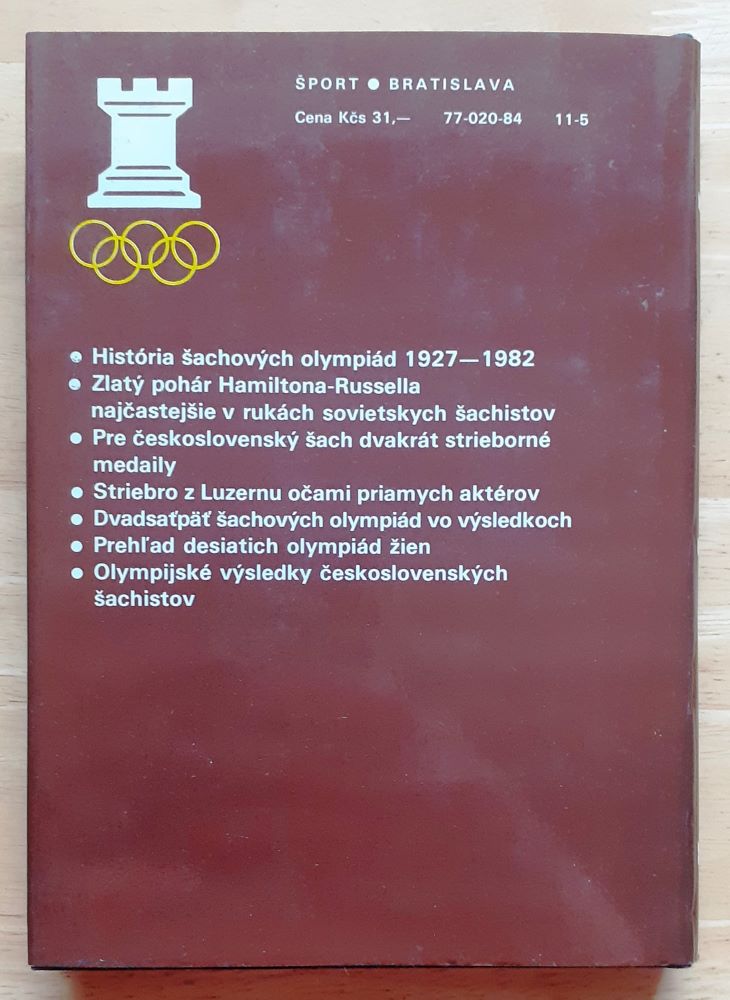 ŠPORT ● BRATISLAVA
Cena Kčs 31,— 77-020-84 11-5
● História šachových olympiád 1927—1982
● Zlatý pohár Hamiltona-Russella
najčastejšie v rukách sovietskych šachistov
● Pre československý šach dvakrát strieborné
medaily
● Striebro z Luzernu očami priamych aktérov
● Dvadsaťpäť šachových olympiád vo výsledkoch
● Prehľad desiatich olympiád žien
● Olympijské výsledky československých
šachistov